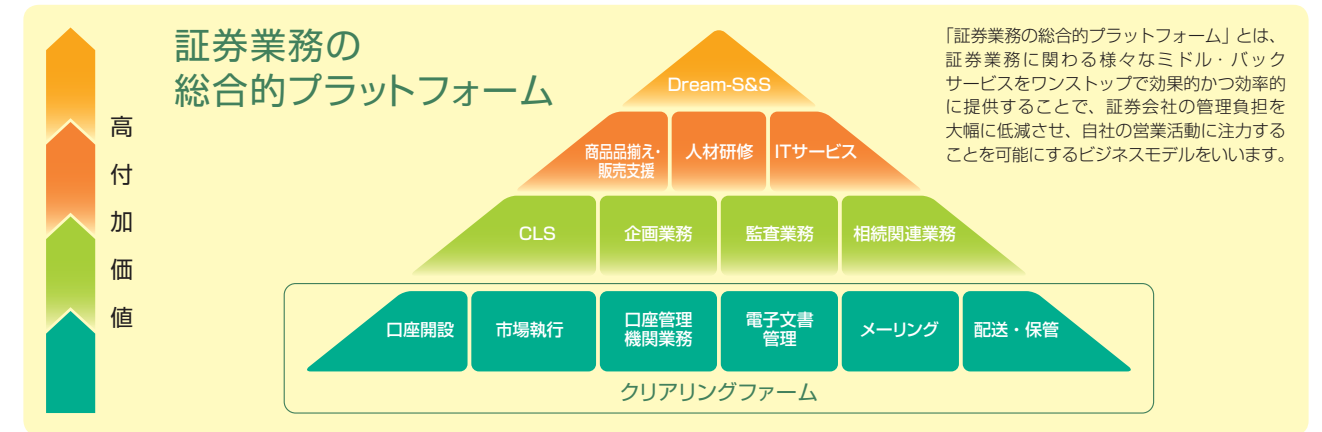 証券業務の
総合的プラットフォーム
「証券業務の総合的プラットフォーム」とは、
証券業務に関わる様々なミドル・バック
サービスをワンストップで効果的かつ効率的
に提供することで、証券会社の管理負担を
大幅に低減させ、自社の営業活動に注力する
ことを可能にするビジネスモデルをいいます。
高
付
加
価
値
Dream-S&S
商品品揃え・
販売支援
人材研修
ITサービス
CLS
企画業務
監査業務
相続関連業務
口座開設
市場執行
口座管理
機関業務
電子文書
管理
メーリング
配送・保管
クリアリングファーム